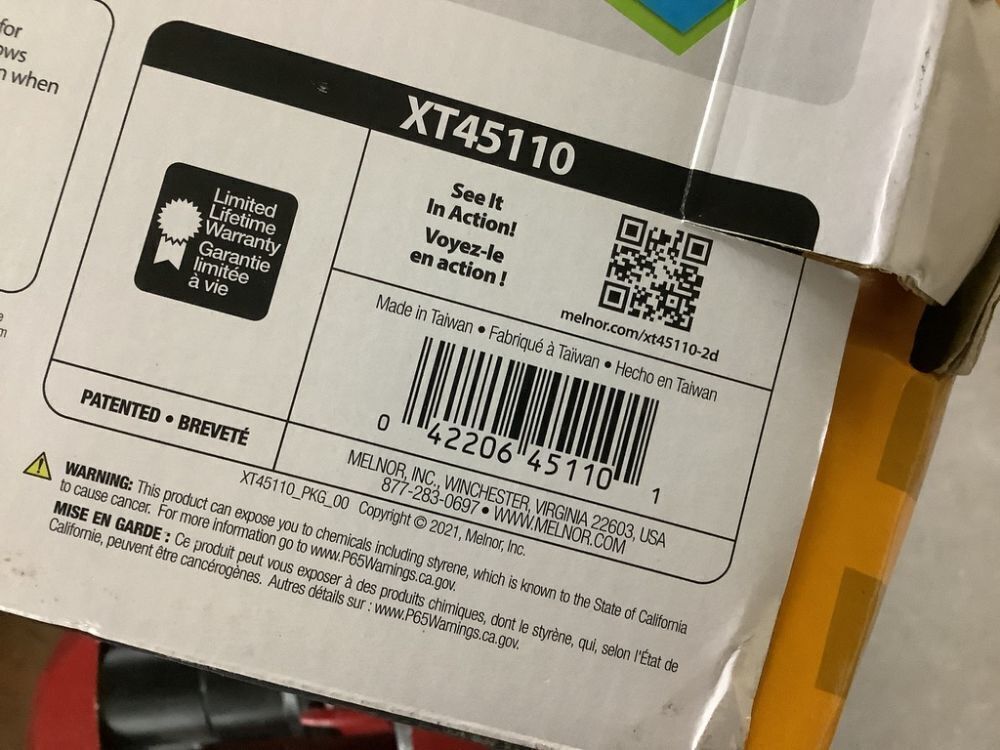 for
ows
n when
XT45110
Limited
Lifetime
Warranty
Garantie
limitée
à vie
See It
In Action!
Voyez-le
en action !
melnor.com/xt45110-2d
Made in Taiwan • Fabriqué à Taïwan • Hecho en Taiwan
0 42206 45110 1
PATENTED • BREVETÉ
MELNOR, INC, WINCHESTER, VIRGINIA 22603, USA
877-283-0697 • WWW.MELNOR.COM
XT45110_PKG_00 Copyright © 2021, Melnor, Inc.
WARNING: This product can expose you to chemicals including styrene, which is known to the State of California
to cause cancer. For more information go to www.P65Warnings.ca.gov.
MISE EN GARDE : Ce produit peut vous exposer à des produits chimiques, dont le styrène, qui, selon l'État de
Californie, peuvent être cancérogènes. Autres détails sur : www.P65Warnings.ca.gov.